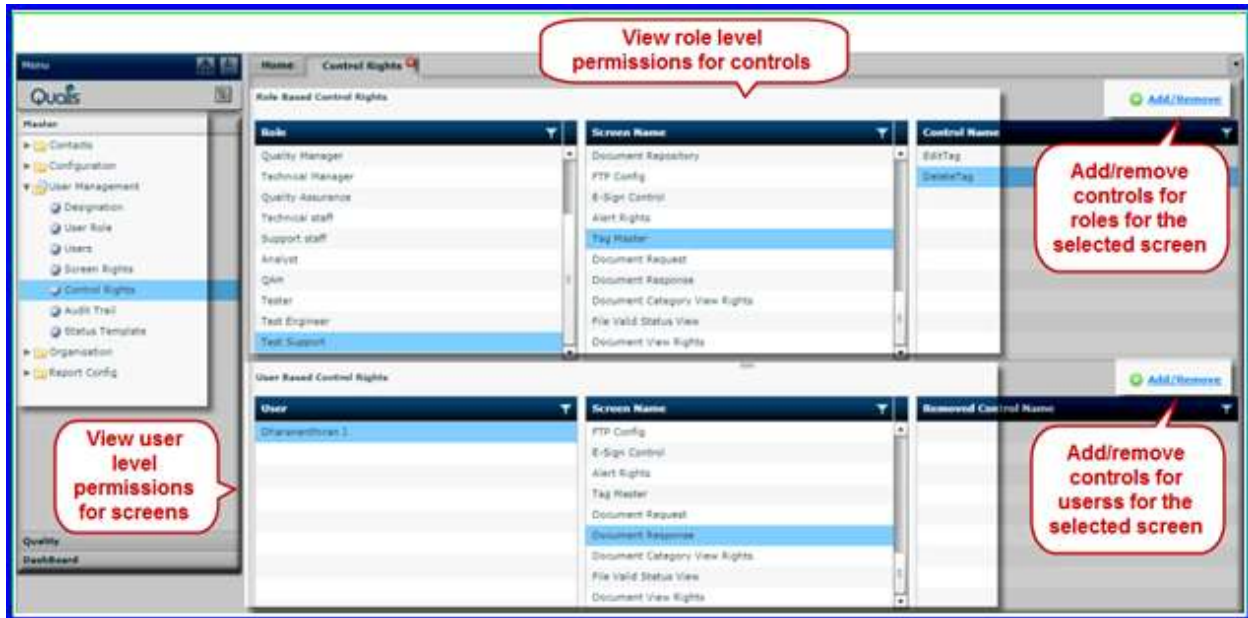 View role level
permissions for controls
Menu
Home
Control Rights
Qualis
Role Based Control Rights
Add/Remove
Master
Contacts
Configuration
User Management
Designation
User Role
Users
Screen Rights
Control Rights
Audit Trail
Status Template
Organisation
Report Config
Role
Quality Manager
Technical Manager
Quality Assurance
Technical staff
Support staff
Analyst
QAM
Tester
Test Engineer
Test Support
Screen Name
Document Repository
FTP Config
E-Sign Control
Alert Rights
Tag Master
Document Request
Document Response
Document Category View Rights
File Valid Status View
Document View Rights
Control Name
EditTag
DeleteTag
Add/remove
controls for
roles for the
selected screen
User Based Control Rights
Add/Remove
User
Screen Name
FTP Config
E-Sign Control
Alert Rights
Tag Master
Document Request
Document Response
Document Category View Rights
File Valid Status View
Document View Rights
Removed Control Name
Add/remove
controls for
userss for the
selected screen
View user
level
permissions
for screens
Quality
DashBoard